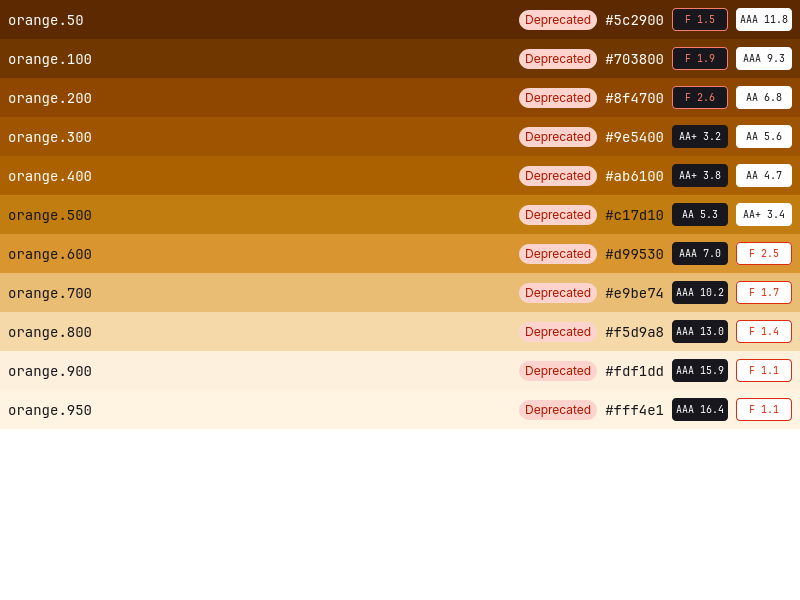 orange.50 Deprecated #5c2900 F 1.5 AAA 11.8
orange.100 Deprecated #703800 F 1.9 AAA 9.3
orange.200 Deprecated #8f4700 F 2.6 AA 6.8
orange.300 Deprecated #9e5400 AA+ 3.2 AA 5.6
orange.400 Deprecated #ab6100 AA+ 3.8 AA 4.7
orange.500 Deprecated #c17d10 AA 5.3 AA+ 3.4
orange.600 Deprecated #d99530 AAA 7.0 F 2.5
orange.700 Deprecated #e9be74 AAA 10.2 F 1.7
orange.800 Deprecated #f5d9a8 AAA 13.0 F 1.4
orange.900 Deprecated #fdf1dd AAA 15.9 F 1.1
orange.950 Deprecated #fff4e1 AAA 16.4 F 1.1